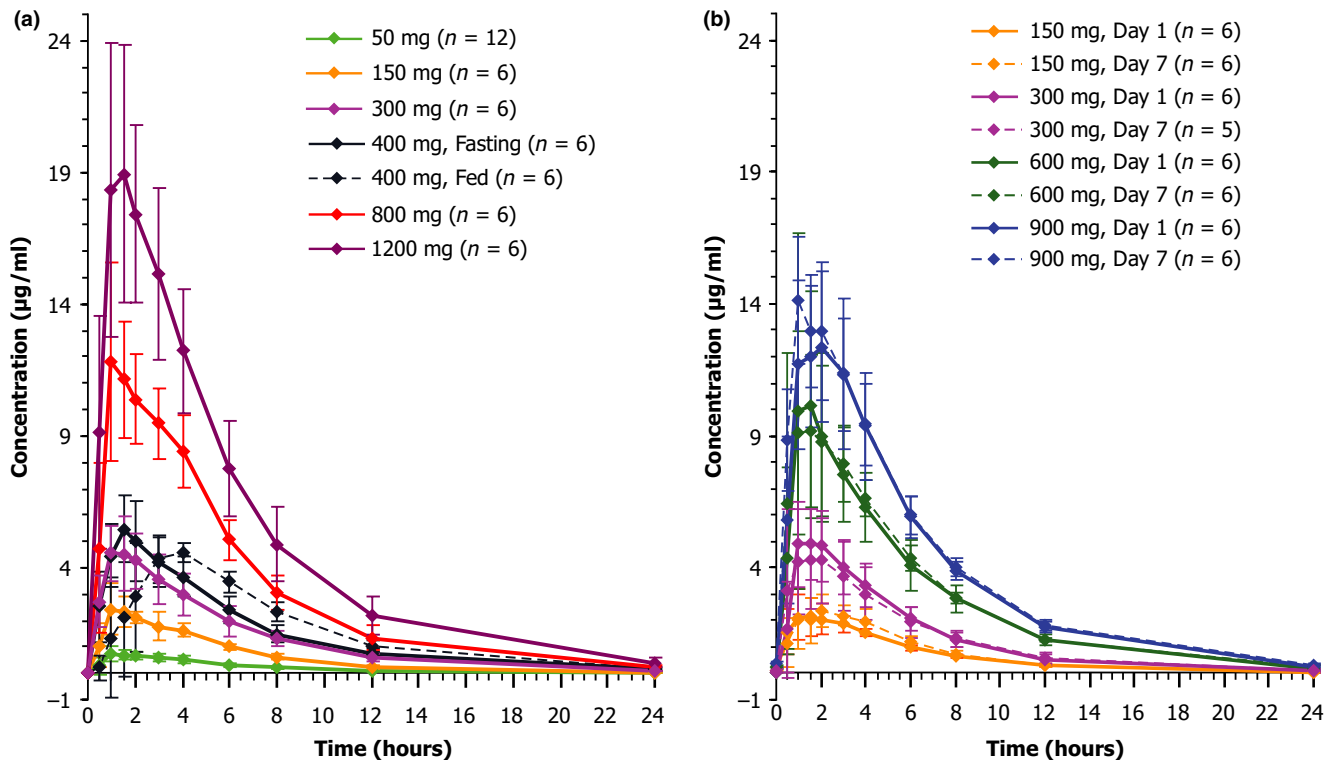 (a)
Concentration (µg/ml)
24
19
14
9
4
−1
50 mg (n = 12)
150 mg (n = 6)
300 mg (n = 6)
400 mg, Fasting (n = 6)
400 mg, Fed (n = 6)
800 mg (n = 6)
1200 mg (n = 6)
0 2 4 6 8 10 12 14 16 18 20 22 24
Time (hours)
(b)
Concentration (µg/ml)
24
19
14
9
4
−1
150 mg, Day 1 (n = 6)
150 mg, Day 7 (n = 6)
300 mg, Day 1 (n = 6)
300 mg, Day 7 (n = 5)
600 mg, Day 1 (n = 6)
600 mg, Day 7 (n = 6)
900 mg, Day 1 (n = 6)
900 mg, Day 7 (n = 6)
0 2 4 6 8 10 12 14 16 18 20 22 24
Time (hours)